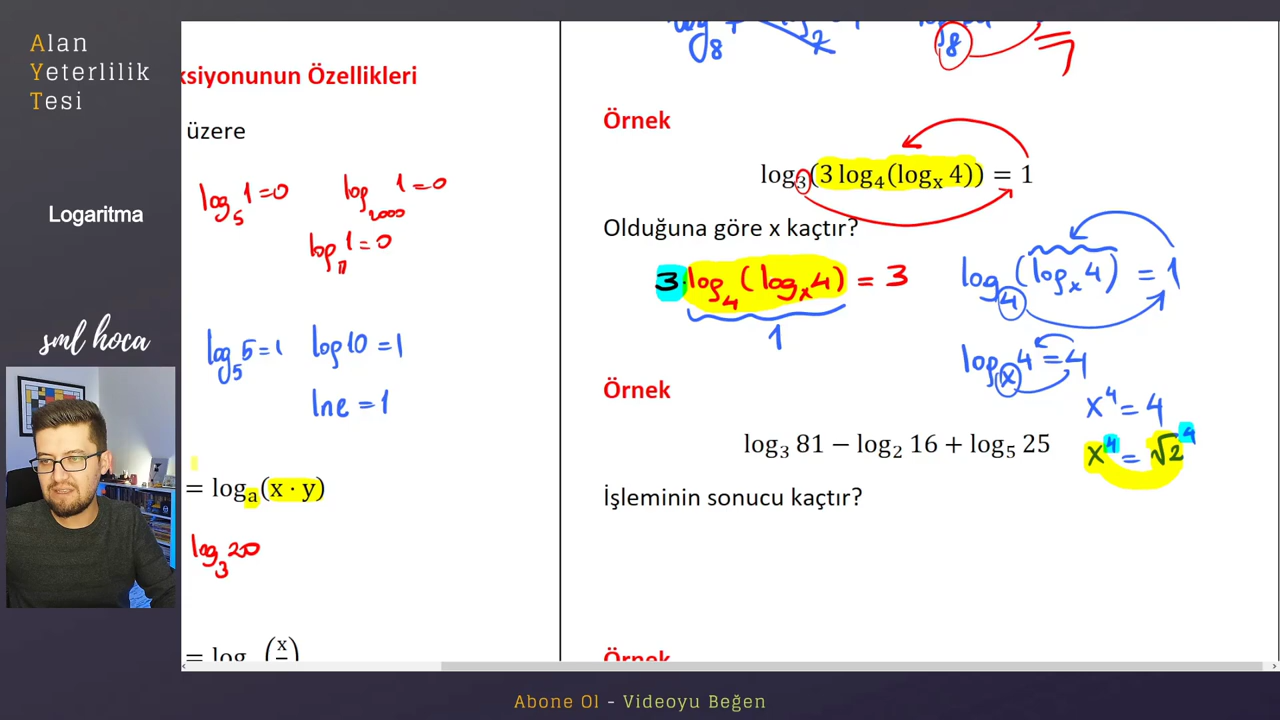 Alan
Yeterlilik
Tesi
Logaritma
sml hoca
ksiyonunun Özellikleri
üzere
log₅ 1 = 0
log₂₀₀₀ 1 = 0
1 = 0
log₅ 5 = 1
log 10 = 1
ln e = 1
= logₐ(x · y)
log₃ 20
= log (x/
8
8
Örnek
log₃(3 log₄(logₓ 4)) = 1
Olduğuna göre x kaçtır?
3 · log₄ (logₓ 4) = 3
1
log₄ (logₓ 4) = 1
logₓ 4 = 4
x⁴ = 4
x⁴ = √2⁴
Örnek
log₃ 81 − log₂ 16 + log₅ 25
İşleminin sonucu kaçtır?
Örnek
Abone Ol - Videoyu Beğen